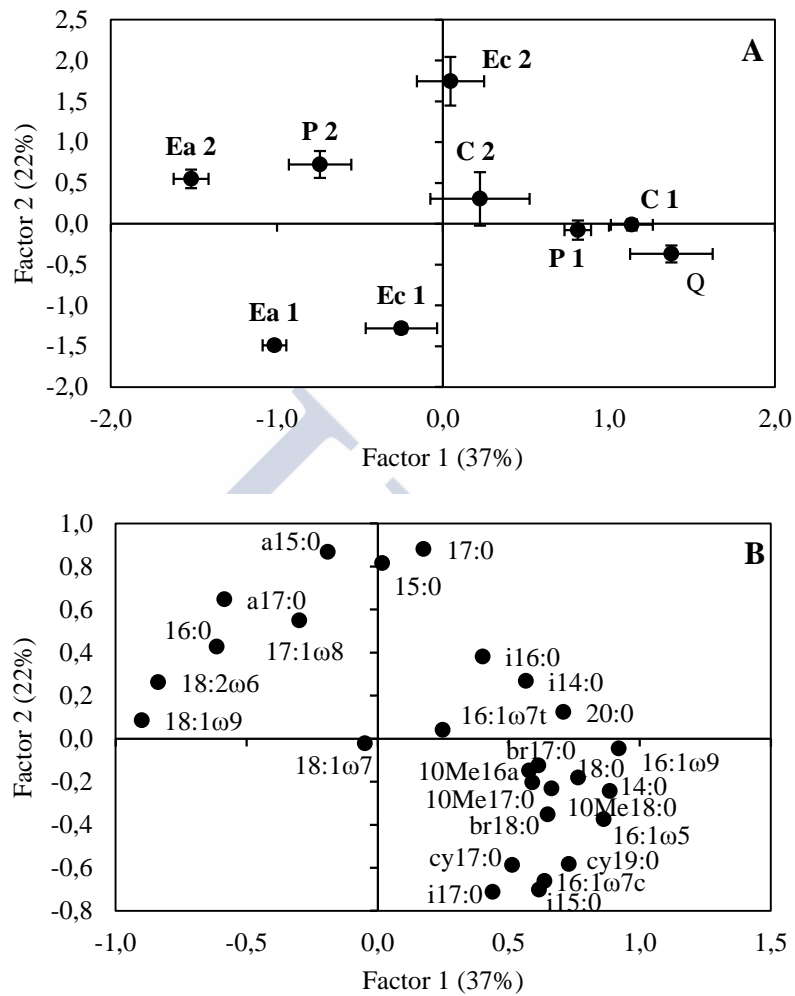 2,5
2,0
1,5
1,0
0,5
0,0
-0,5
-1,0
-1,5
-2,0
Factor 2 (22%)
A
Ec 2
P 2
Ea 2
C 2
C 1
P 1
Q
Ec 1
Ea 1
-2,0 -1,0 0,0 1,0 2,0
Factor 1 (37%)
1,0
0,8
0,6
0,4
0,2
0,0
-0,2
-0,4
-0,6
-0,8
Factor 2 (22%)
B
a15:0
17:0
15:0
a17:0
16:0
17:1ω8
i16:0
18:2ω6
i14:0
18:1ω9
16:1ω7t
20:0
18:1ω7
br17:0
16:1ω9
10Me16a
18:0
14:0
10Me17:0
10Me18:0
br18:0
16:1ω5
cy17:0
cy19:0
16:1ω7c
i17:0
i15:0
-1,0 -0,5 0,0 0,5 1,0 1,5
Factor 1 (37%)